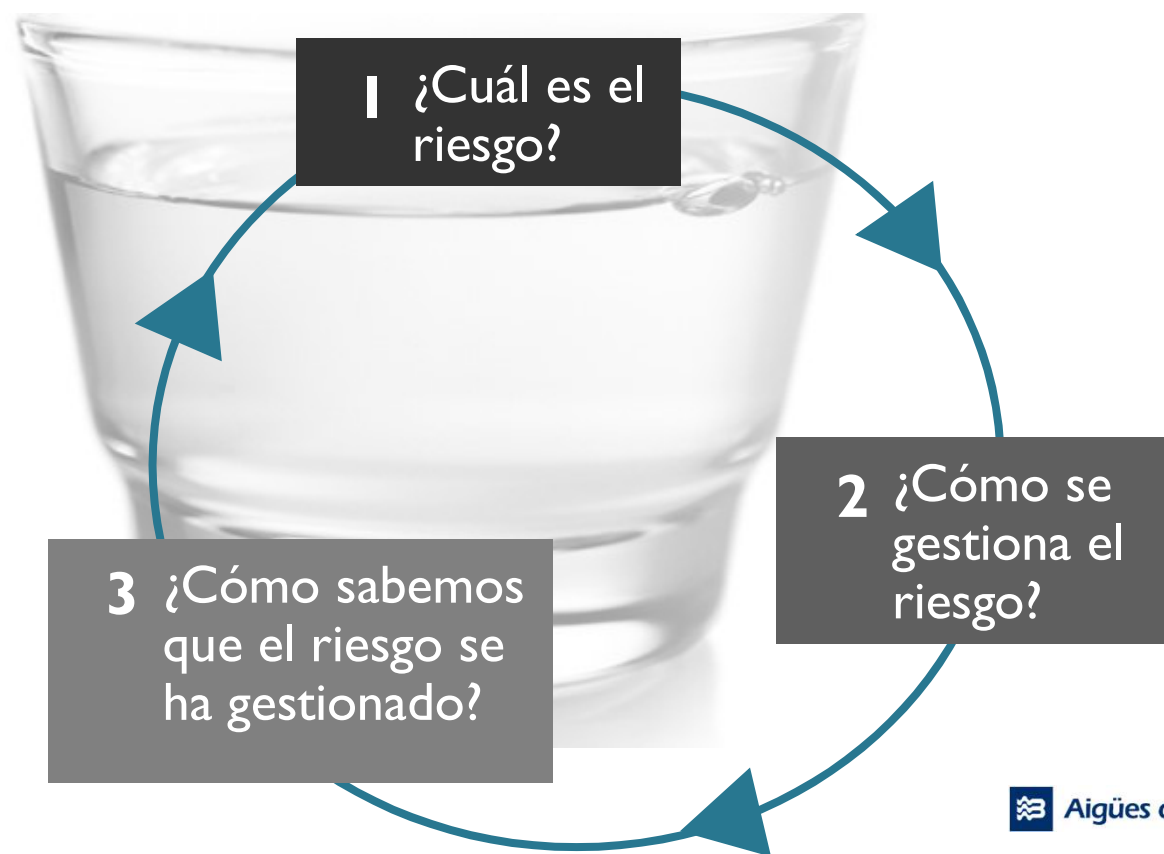 1 ¿Cuál es el
riesgo?
2 ¿Cómo se
gestiona el
riesgo?
3 ¿Cómo sabemos
que el riesgo se
ha gestionado?
Aigües